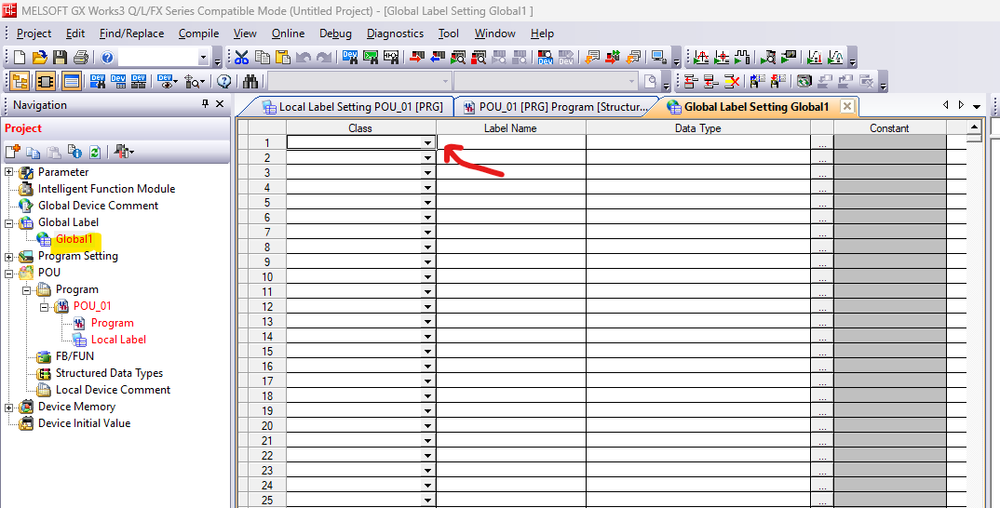 MELSOFT GX Works3 Q/L/FX Series Compatible Mode (Untitled Project) - [Global Label Setting Global1 ]
Project Edit Find/Replace Compile View Online Debug Diagnostics Tool Window Help
Navigation
Project
Parameter
Intelligent Function Module
Global Device Comment
Global Label
Global1
Program Setting
POU
Program
POU_01
Program
Local Label
FB/FUN
Structured Data Types
Local Device Comment
Device Memory
Device Initial Value
Local Label Setting POU_01 [PRG] POU_01 [PRG] Program [Structur... Global Label Setting Global1
Class Label Name Data Type Constant
1 ...
2 ...
3 ...
4 ...
5 ...
6 ...
7 ...
8 ...
9 ...
10 ...
11 ...
12 ...
13 ...
14 ...
15 ...
16 ...
17 ...
18 ...
19 ...
20 ...
21 ...
22 ...
23 ...
24 ...
25 ...